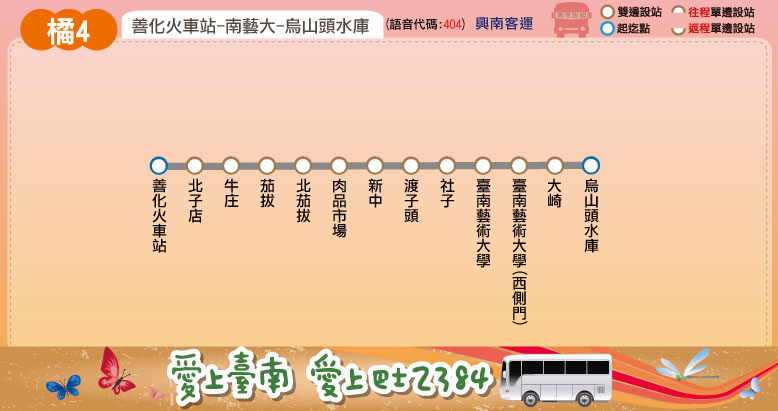 橘4
善化火車站-南藝大-烏山頭水庫
(語音代碼:404)
興南客運
雙邊設站
往程單邊設站
起迄點
返程單邊設站
善化火車站
北子店
牛庄
茄拔
北茄拔
肉品市場
新中
渡子頭
社子
臺南藝術大學
臺南藝術大學(西側門)
大崎
烏山頭水庫
愛上臺南 愛上巴士2384